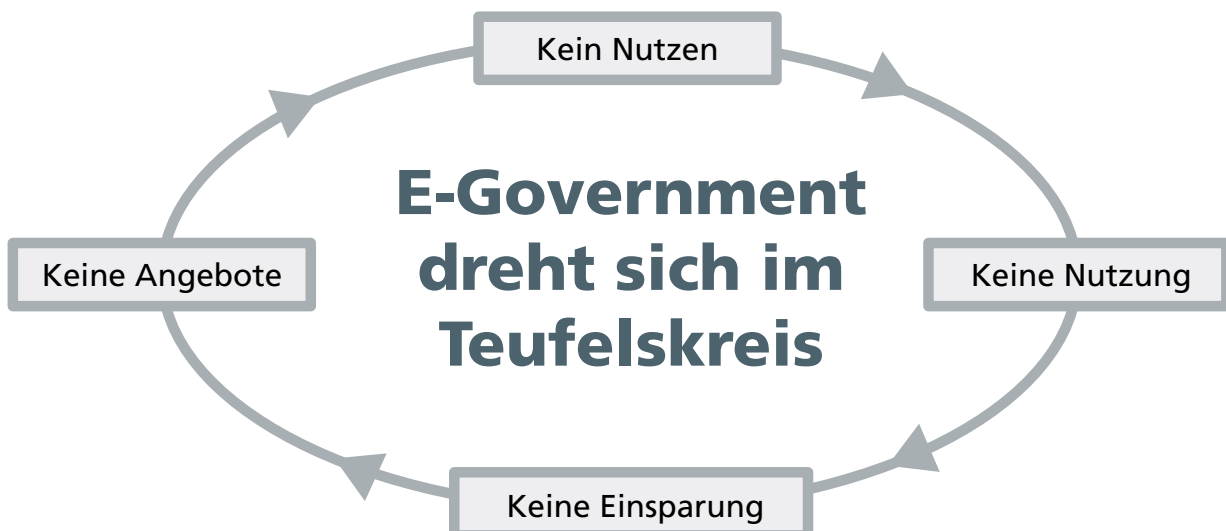 Kein Nutzen
E-Government
dreht sich im
Teufelskreis
Keine Angebote
Keine Nutzung
Keine Einsparung